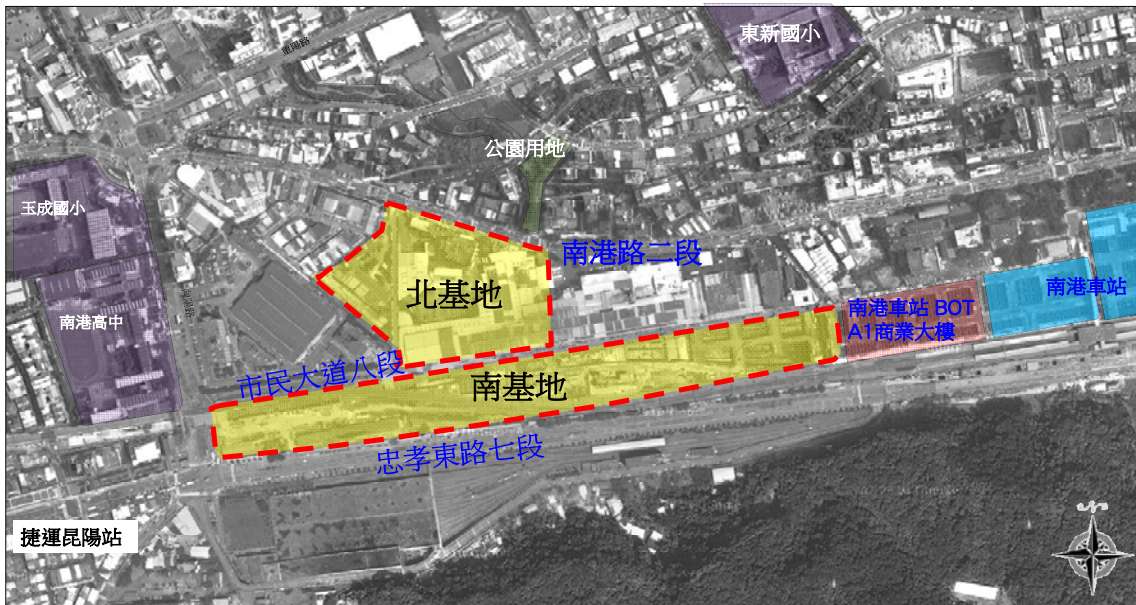 東新國小
重陽路
公園用地
玉成國小
南港路二段
北基地
南港車站
南港車站 BOT
A1商業大樓
南港高中
市民大道八段
南基地
忠孝東路七段
捷運昆陽站